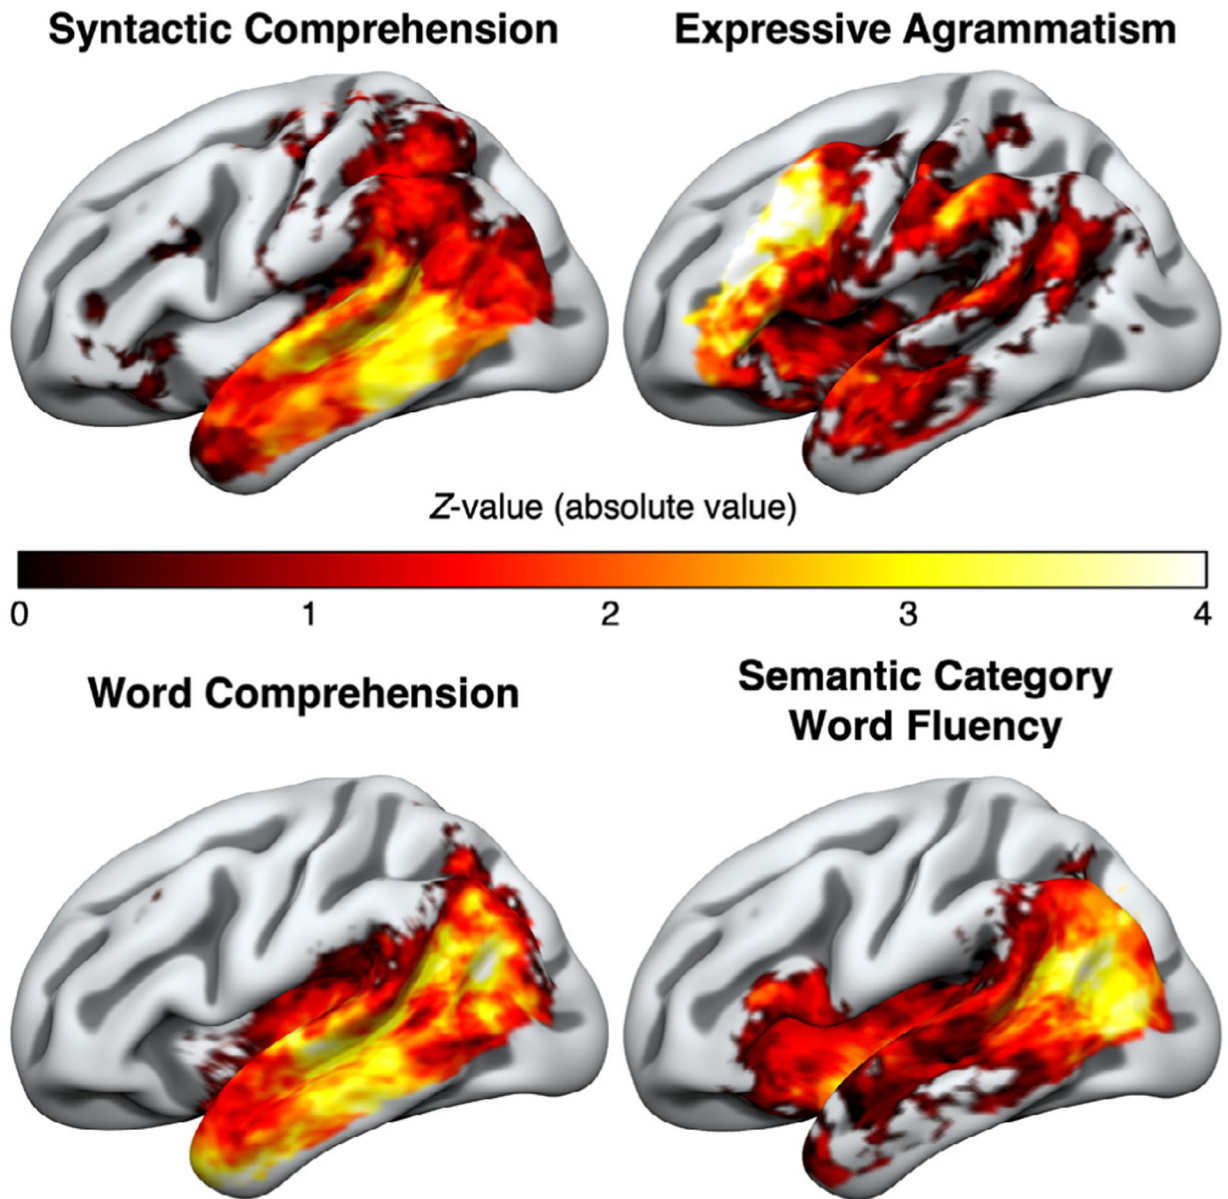 Syntactic Comprehension
Expressive Agrammatism
Z-value (absolute value)
0 1 2 3 4
Word Comprehension
Semantic Category
Word Fluency